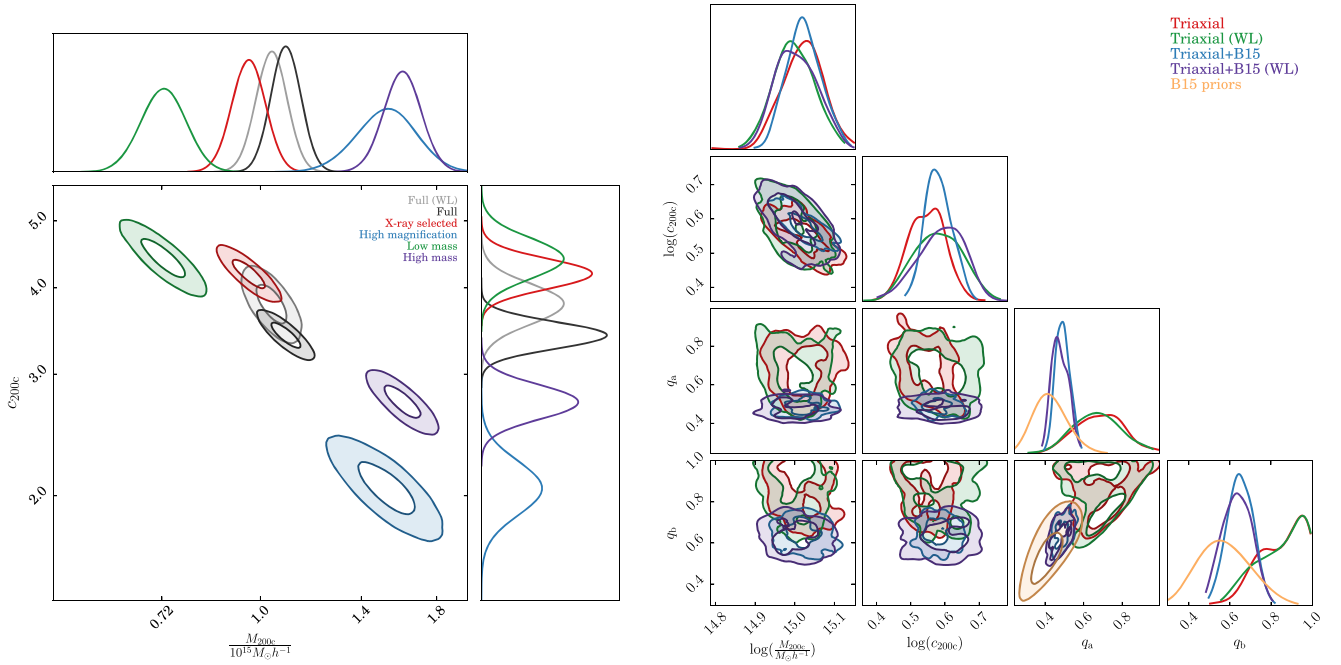 Full (WL)
Full
X-ray selected
High magnification
Low mass
High mass
5.0
4.0
3.0
2.0
c200c
0.72
1.0
1.4
1.8
M200c
10^15 M⊙h^−1
Triaxial
Triaxial (WL)
Triaxial+B15
Triaxial+B15 (WL)
B15 priors
0.7
0.6
0.5
0.4
log(c200c)
0.8
0.6
0.4
qa
1.0
0.8
0.6
0.4
qb
14.8
14.9
15.0
15.1
log(M200c/M⊙h^−1)
0.4
0.5
0.6
0.7
log(c200c)
0.4
0.6
0.8
qa
0.4
0.6
0.8
1.0
qb